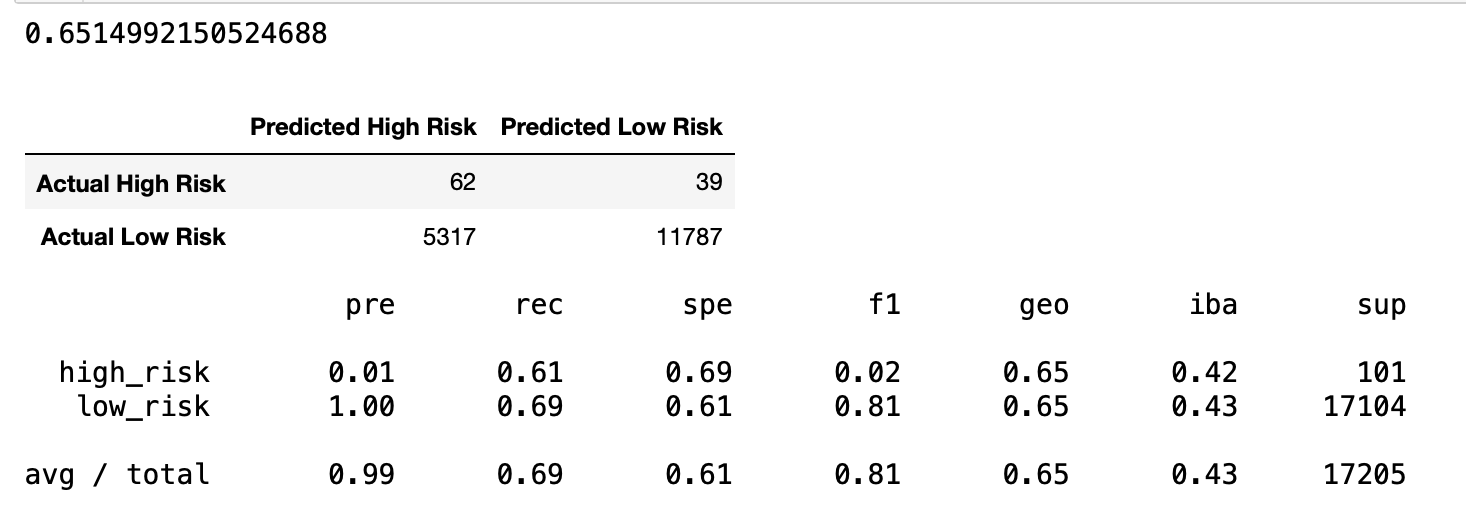 0.6514992150524688
Predicted High Risk Predicted Low Risk
Actual High Risk 62 39
Actual Low Risk 5317 11787
pre rec spe f1 geo iba sup
high_risk 0.01 0.61 0.69 0.02 0.65 0.42 101
low_risk 1.00 0.69 0.61 0.81 0.65 0.43 17104
avg / total 0.99 0.69 0.61 0.81 0.65 0.43 17205